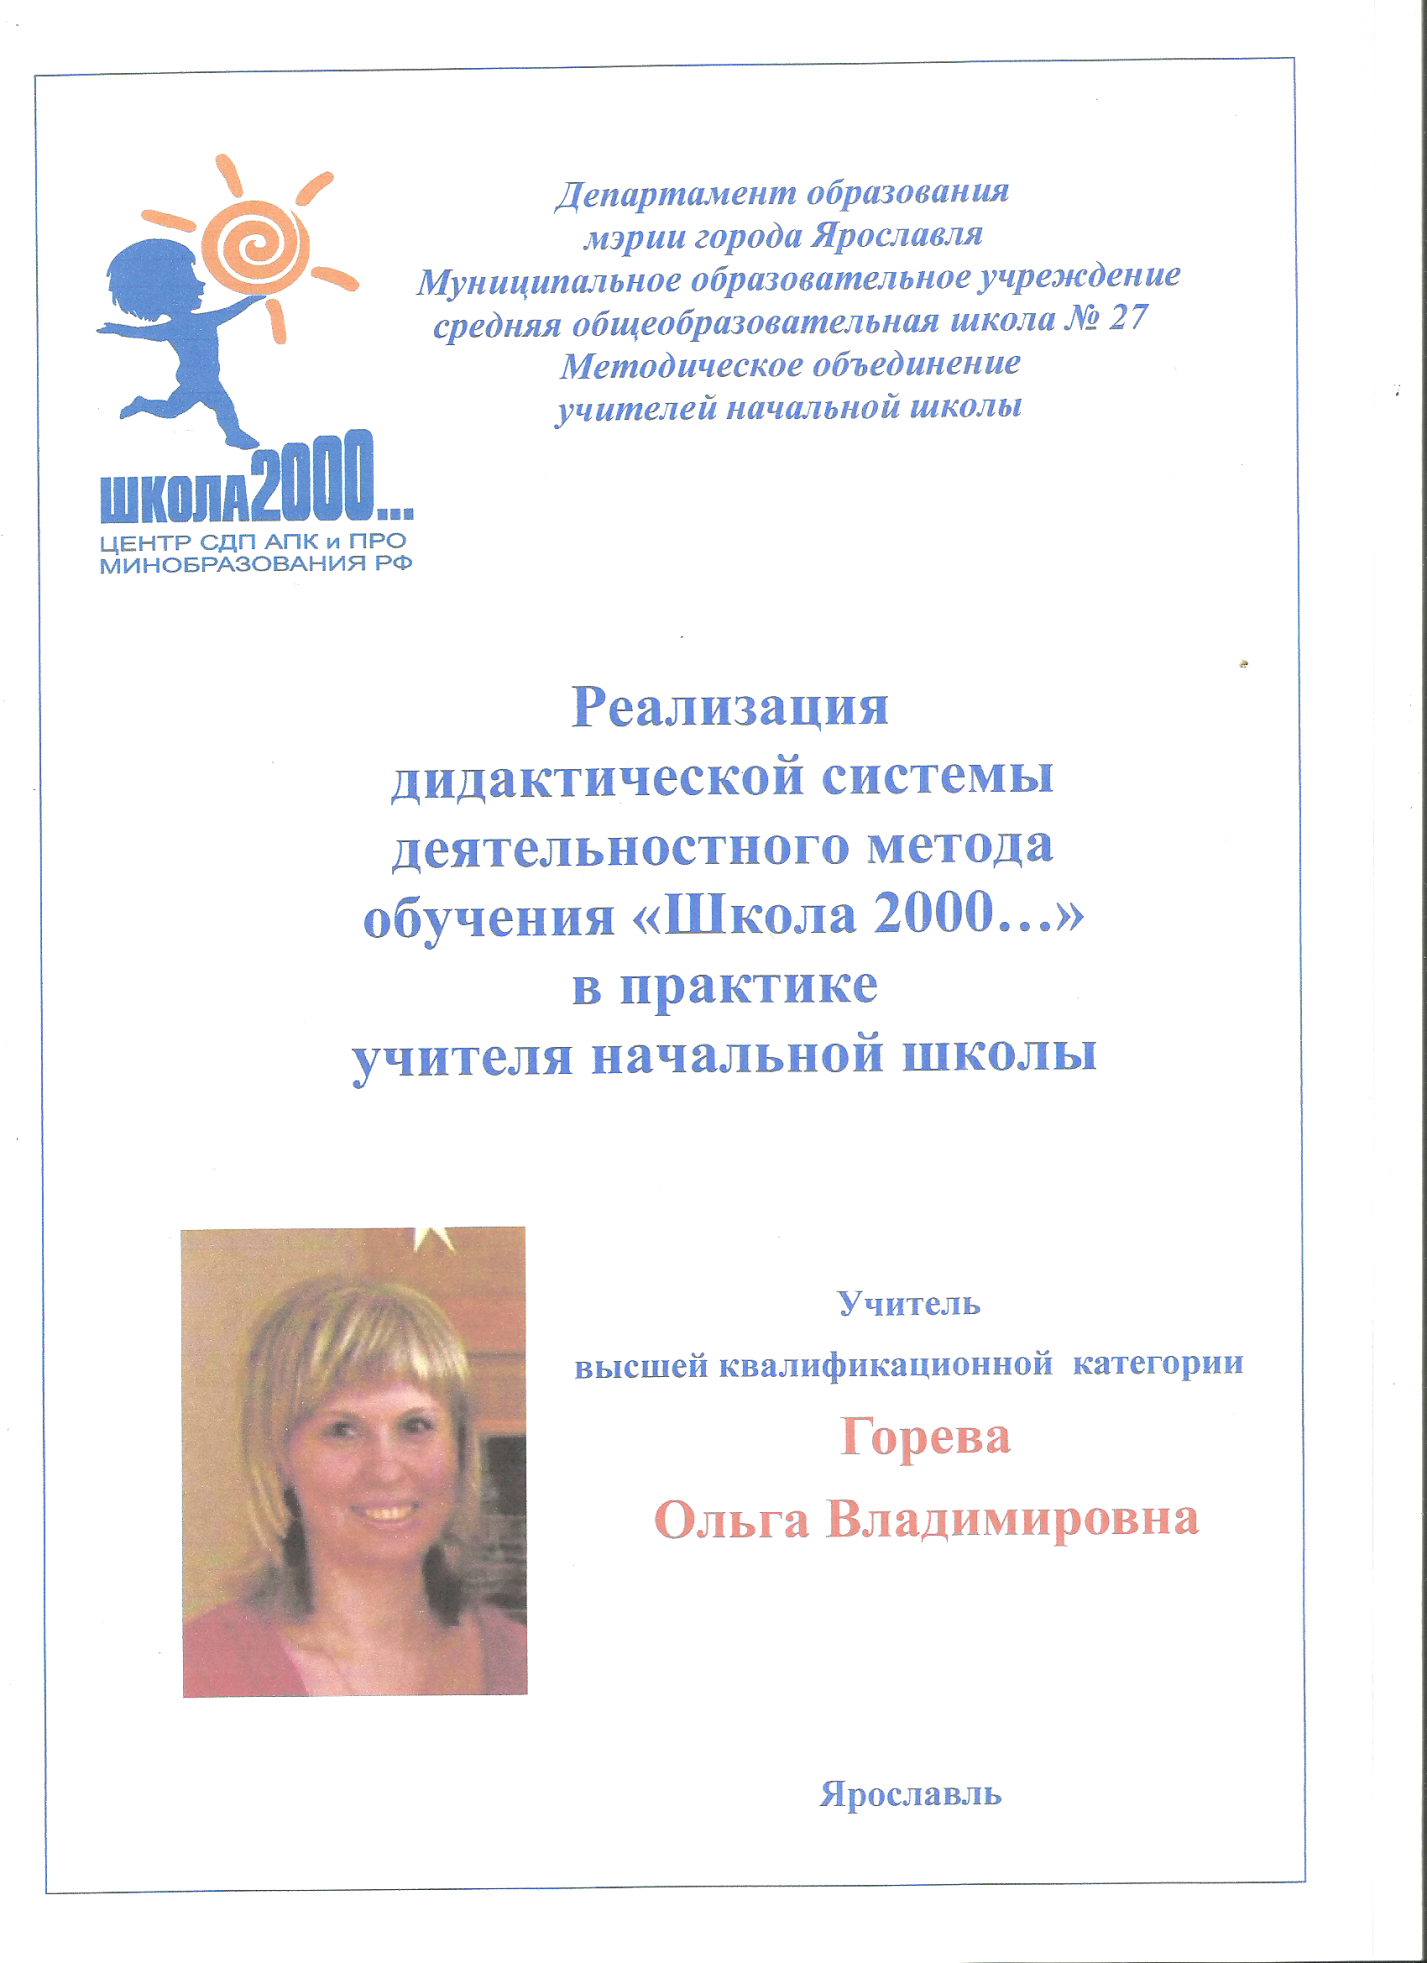 Департамент образования
мэрии города Ярославля
Муниципальное образовательное учреждение
средняя общеобразовательная школа № 27
Методическое объединение
учителей начальной школы
ШКОЛА 2000...
ЦЕНТР СДП АПК и ПРО
МИНОБРАЗОВАНИЯ РФ
Реализация
дидактической системы
деятельностного метода
обучения «Школа 2000…»
в практике
учителя начальной школы
Учитель
высшей квалификационной категории
Горева
Ольга Владимировна
Ярославль